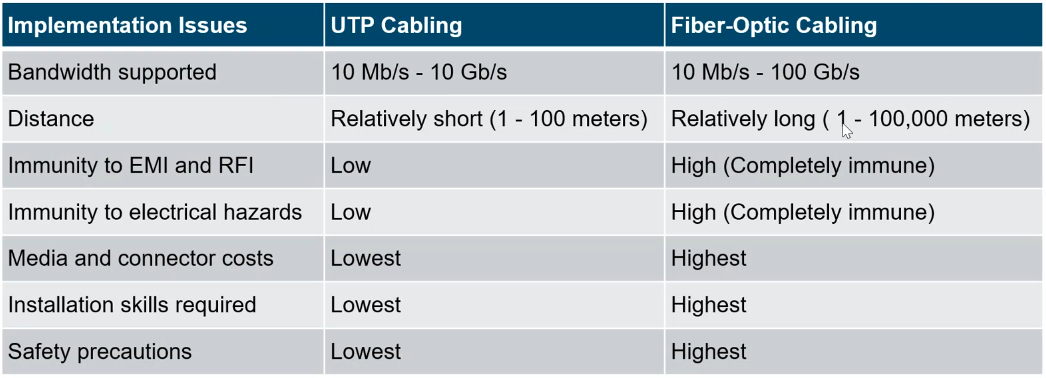 Implementation Issues UTP Cabling Fiber-Optic Cabling
Bandwidth supported 10 Mb/s - 10 Gb/s 10 Mb/s - 100 Gb/s
Distance Relatively short (1 - 100 meters) Relatively long ( 1 - 100,000 meters)
Immunity to EMI and RFI Low High (Completely immune)
Immunity to electrical hazards Low High (Completely immune)
Media and connector costs Lowest Highest
Installation skills required Lowest Highest
Safety precautions Lowest Highest